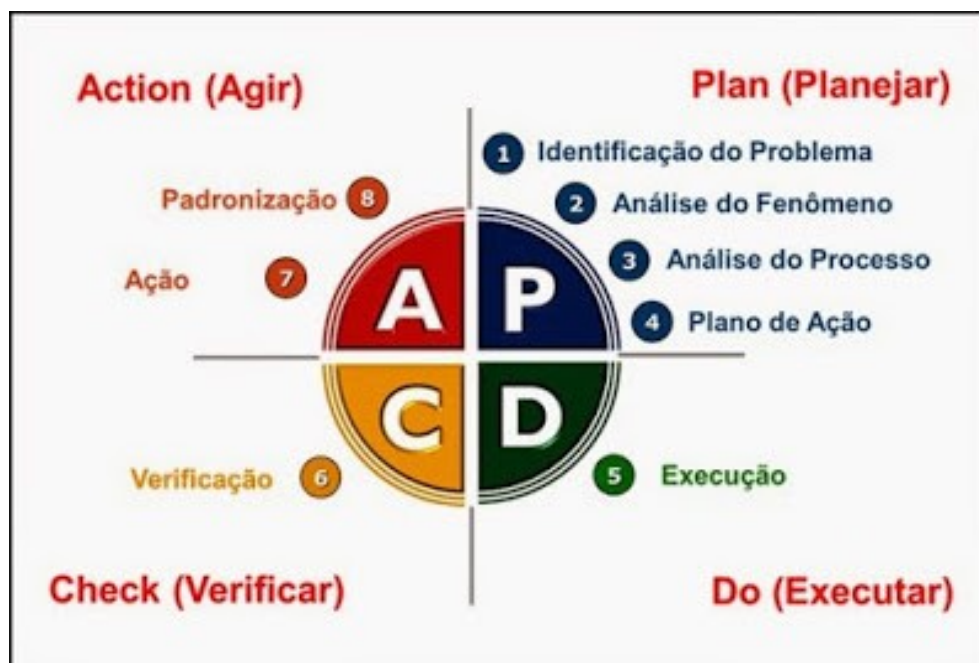 Action (Agir)
Plan (Planejar)
1 Identificação do Problema
2 Análise do Fenômeno
3 Análise do Processo
4 Plano de Ação
Padronização 8
Ação 7
A P
C D
Verificação 6
5 Execução
Check (Verificar)
Do (Executar)